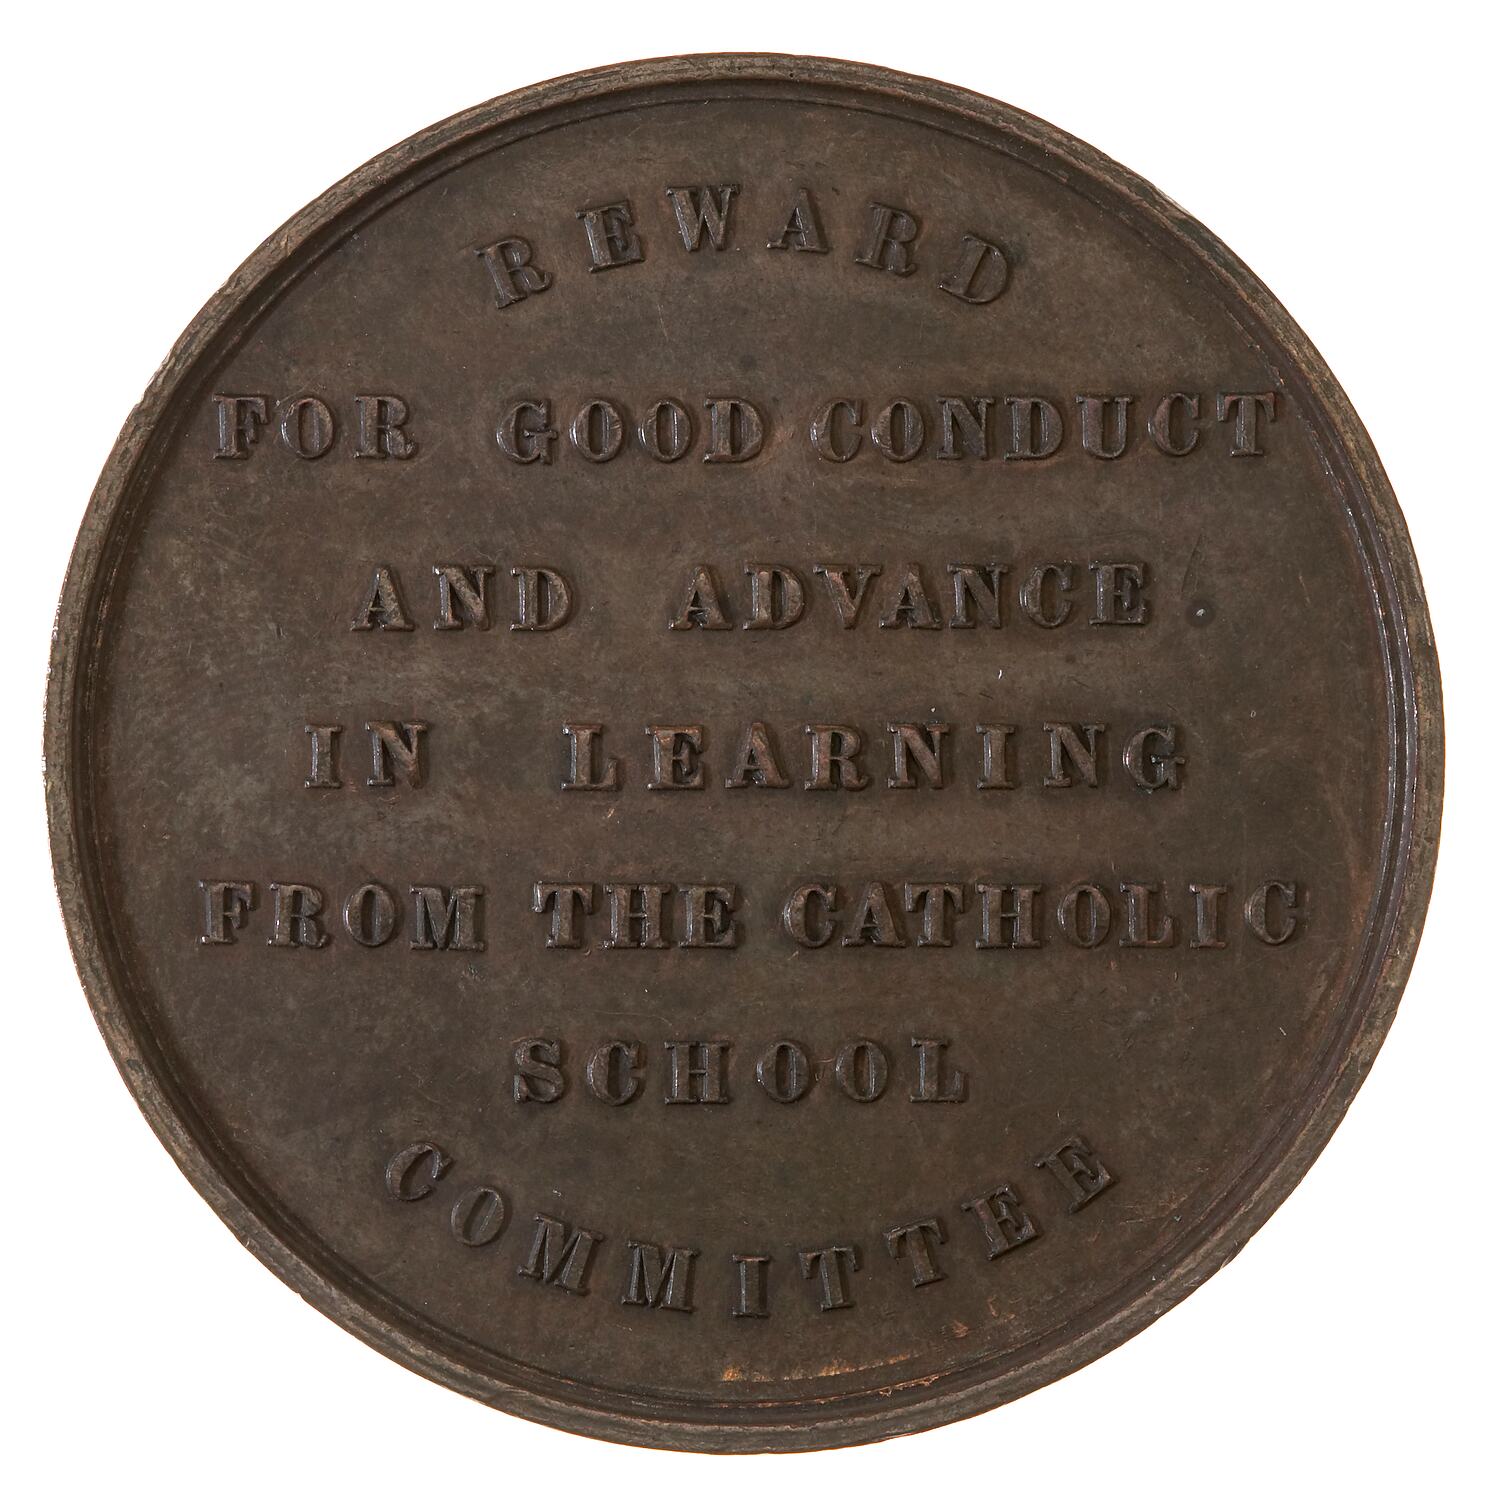 REWARD
FOR GOOD CONDUCT
AND ADVANCE
IN LEARNING
FROM THE CATHOLIC
SCHOOL
COMMITTEE